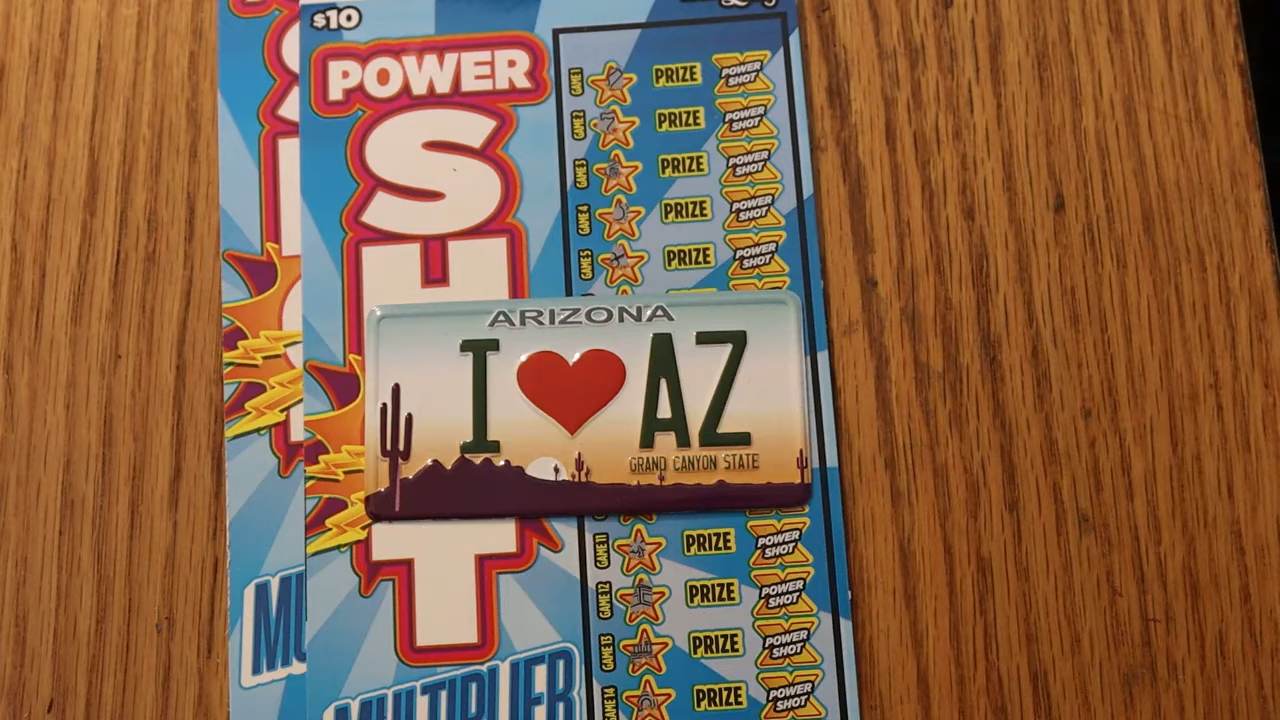 $10
POWER
SH
T
MULTIPLIER
MU
GAME 1 PRIZE POWER SHOT X
GAME 2 PRIZE POWER SHOT X
GAME 3 PRIZE POWER SHOT X
GAME 4 PRIZE POWER SHOT X
GAME 5 PRIZE POWER SHOT X
ARIZONA
I ❤ AZ
GRAND CANYON STATE
GAME 11 PRIZE POWER SHOT X
GAME 12 PRIZE POWER SHOT X
GAME 13 PRIZE POWER SHOT X
GAME 14 PRIZE POWER SHOT X